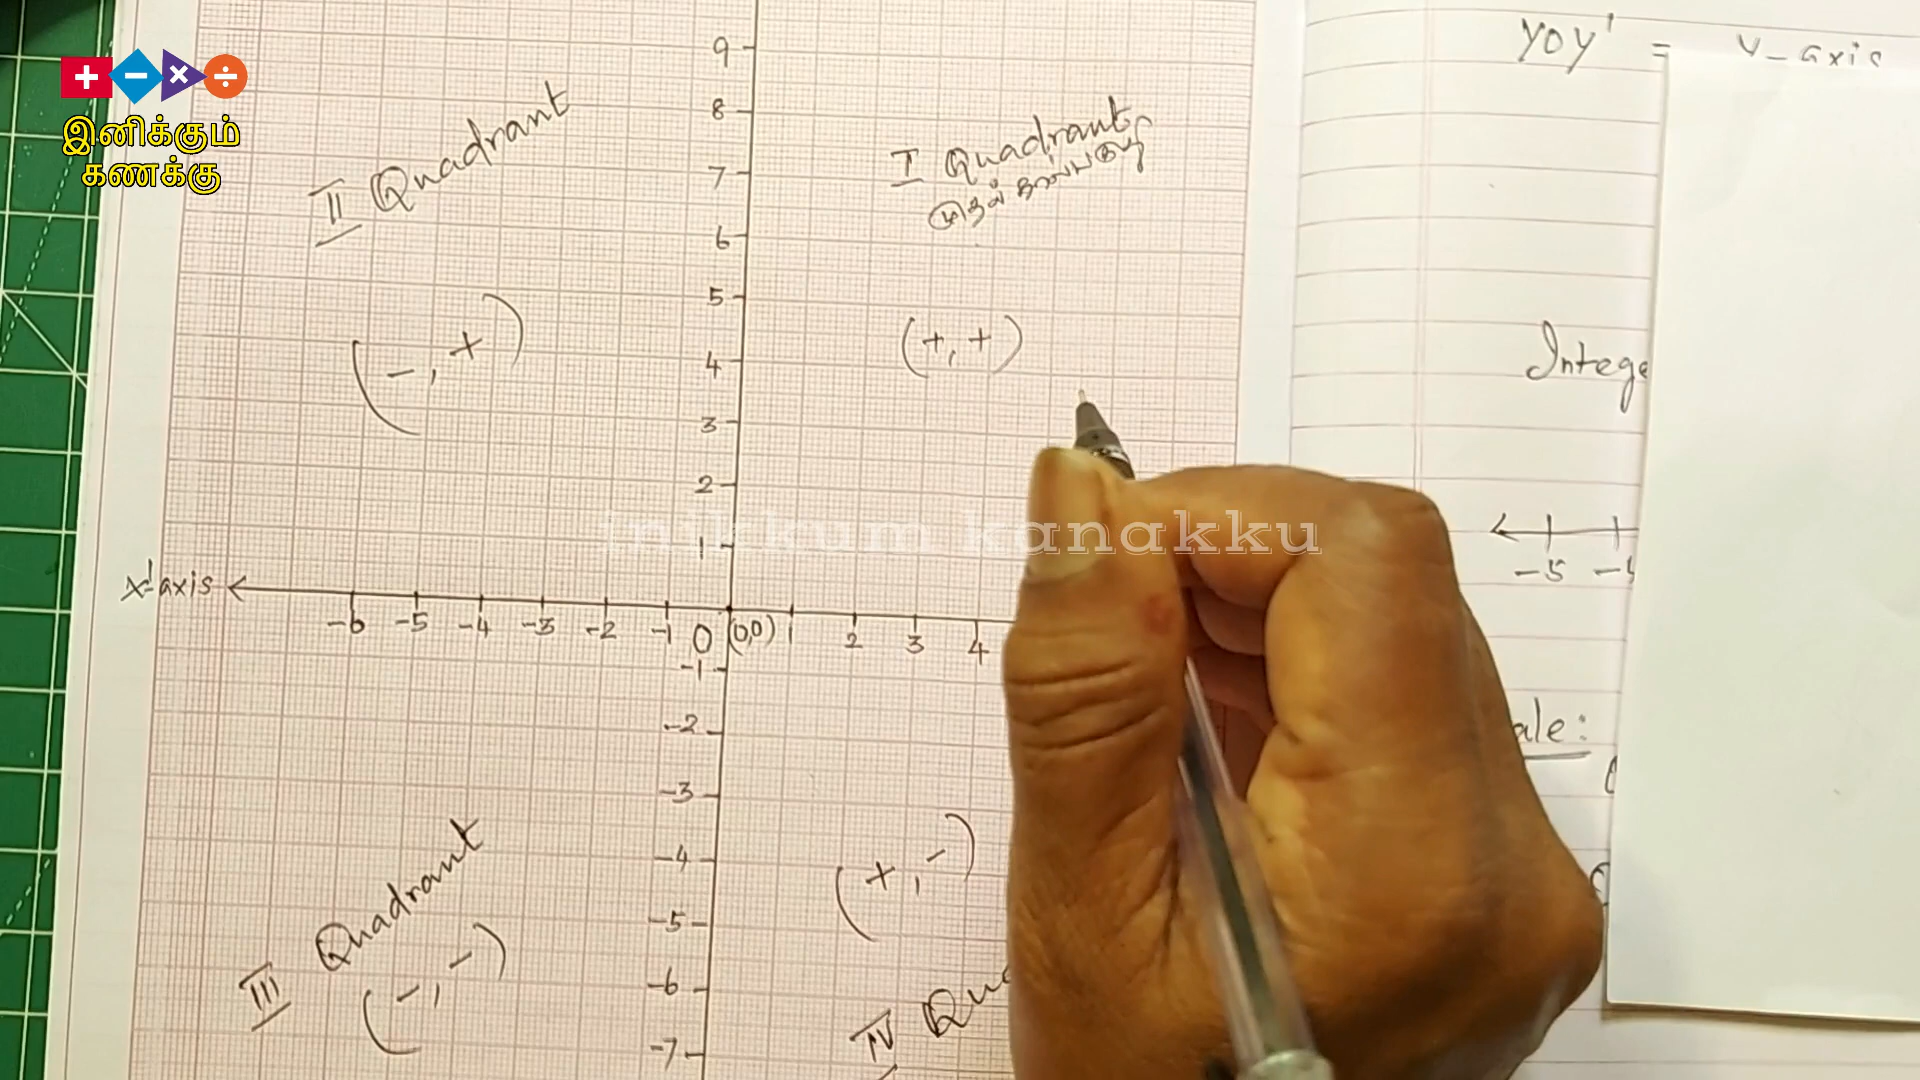 இனிக்கும்
கணக்கு
YOY' = y-axis
II Quadrant
I Quadrant
முதல் கால்பகுதி
(-, +)
(+, +)
9
8
7
6
5
4
3
2
1
inikkum kanakku
x'-axis
-6 -5 -4 -3 -2 -1 0 (0,0) 1 2 3 4
-1
-2
-3
-4
-5
-6
-7
III Quadrant
(-, -)
(+, -)
IV
-5